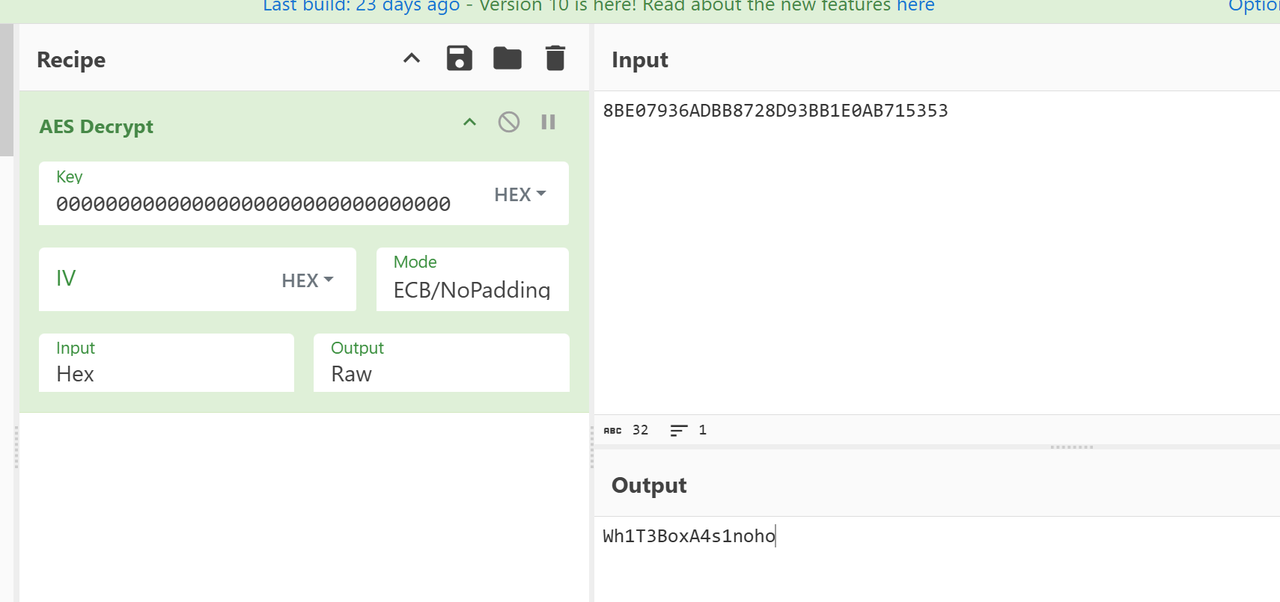 Last build: 23 days ago - Version 10 is here! Read about the new features here
Optio
Recipe
Input
AES Decrypt
8BE07936ADBB8728D93BB1E0AB715353
Key
00000000000000000000000000000000
HEX
IV
HEX
Mode
ECB/NoPadding
Input
Hex
Output
Raw
ABC 32 1
Output
Wh1T3BoxA4s1noho